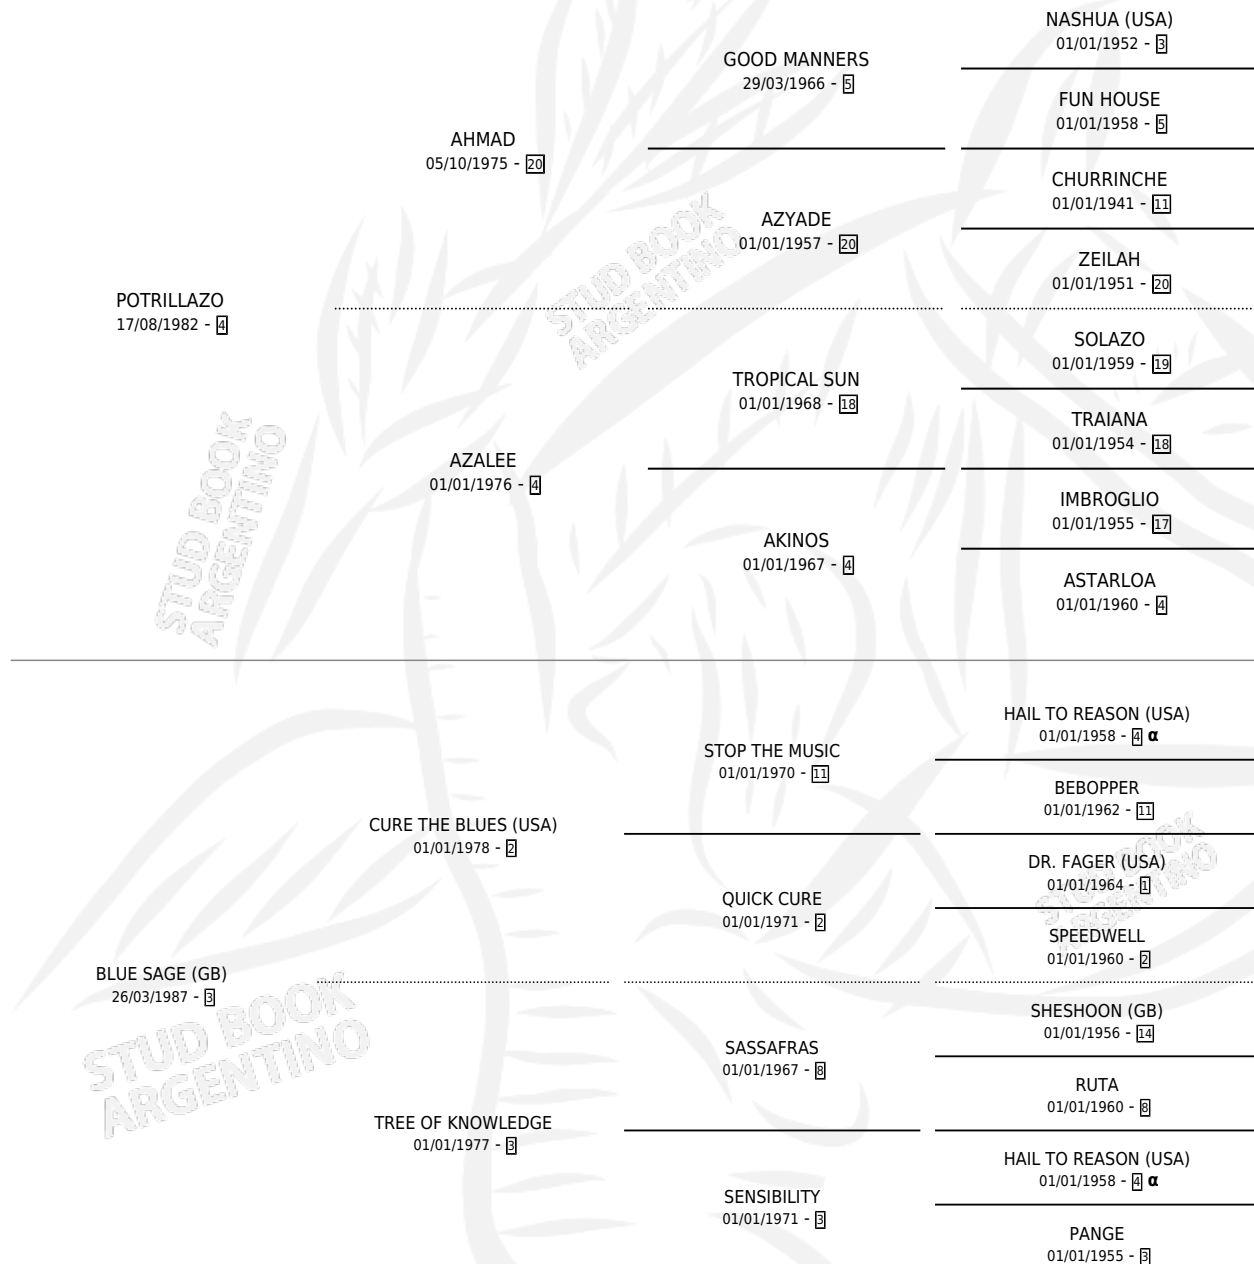 NASHUA (USA)
01/01/1952 - 3
GOOD MANNERS
29/03/1966 - 5
FUN HOUSE
01/01/1958 - 5
AHMAD
05/10/1975 - 20
CHURRINCHE
01/01/1941 - 11
AZYADE
01/01/1957 - 20
ZEILAH
01/01/1951 - 20
POTRILLAZO
17/08/1982 - 4
SOLAZO
01/01/1959 - 19
TROPICAL SUN
01/01/1968 - 18
TRAIANA
01/01/1954 - 18
AZALEE
01/01/1976 - 4
IMBROGLIO
01/01/1955 - 17
AKINOS
01/01/1967 - 4
ASTARLOA
01/01/1960 - 4
STUD BOOK
ARGENTINO
STUD BOOK
ARGENTINO
HAIL TO REASON (USA)
01/01/1958 - 4 α
STOP THE MUSIC
01/01/1970 - 11
BEBOPPER
01/01/1962 - 11
CURE THE BLUES (USA)
01/01/1978 - 2
DR. FAGER (USA)
01/01/1964 - 1
QUICK CURE
01/01/1971 - 2
SPEEDWELL
01/01/1960 - 2
BLUE SAGE (GB)
26/03/1987 - 3
SHESHOON (GB)
01/01/1956 - 14
SASSAFRAS
01/01/1967 - 8
RUTA
01/01/1960 - 8
TREE OF KNOWLEDGE
01/01/1977 - 3
HAIL TO REASON (USA)
01/01/1958 - 4 α
SENSIBILITY
01/01/1971 - 3
PANGE
01/01/1955 - 3
STUD BOOK
ARGENTINO
STUD BOOK
ARGENTINO